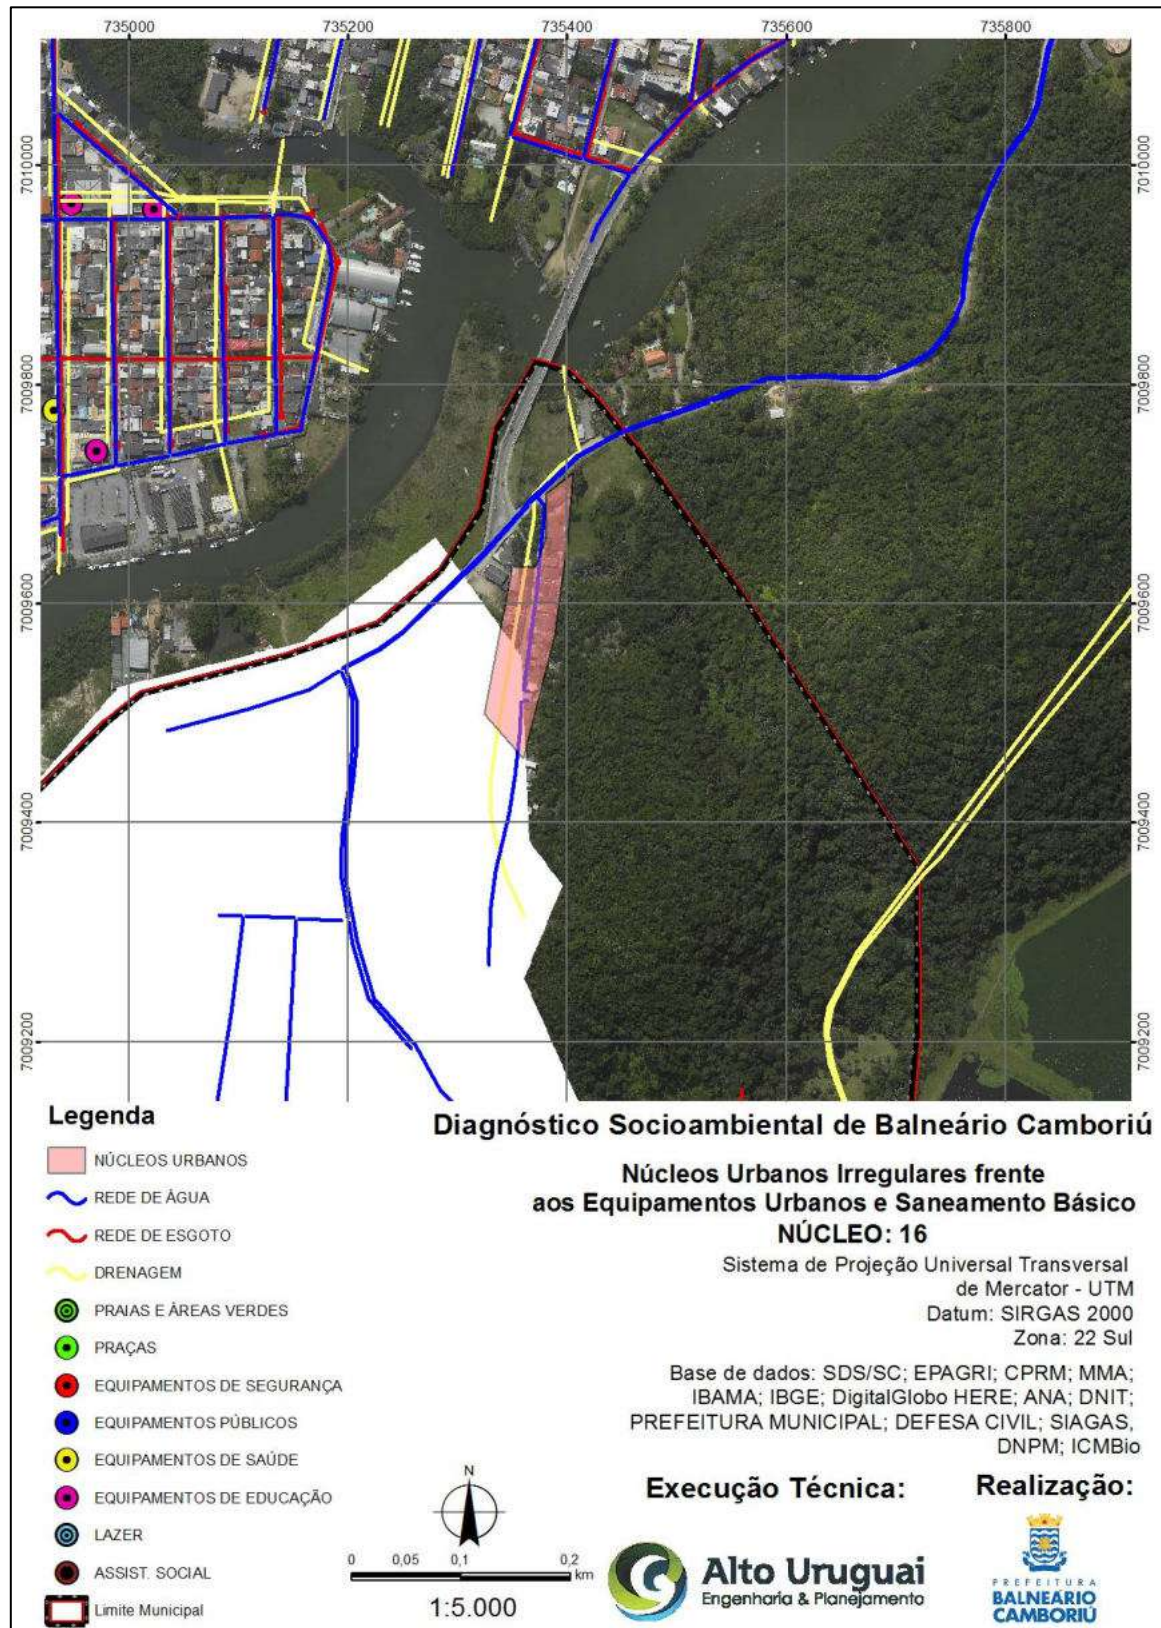 735000 735200 735400 735600 735800
7010000 7010000
7009800 7009800
7009600 7009600
7009400 7009400
7009200 7009200
Legenda
NÚCLEOS URBANOS
REDE DE ÁGUA
REDE DE ESGOTO
DRENAGEM
PRAIAS E ÁREAS VERDES
PRAÇAS
EQUIPAMENTOS DE SEGURANÇA
EQUIPAMENTOS PÚBLICOS
EQUIPAMENTOS DE SAÚDE
EQUIPAMENTOS DE EDUCAÇÃO
LAZER
ASSIST. SOCIAL
Limite Municipal
Diagnóstico Socioambiental de Balneário Camboriú
Núcleos Urbanos Irregulares frente
aos Equipamentos Urbanos e Saneamento Básico
NÚCLEO: 16
Sistema de Projeção Universal Transversal
de Mercator - UTM
Datum: SIRGAS 2000
Zona: 22 Sul
Base de dados: SDS/SC; EPAGRI; CPRM; MMA;
IBAMA; IBGE; DigitalGlobo HERE; ANA; DNIT;
PREFEITURA MUNICIPAL; DEFESA CIVIL; SIAGAS,
DNPM; ICMBio
N
0 0,05 0,1 0,2
km
1:5.000
Execução Técnica:
Alto Uruguai
Engenharia & Planejamento
Realização:
PREFEITURA
BALNEÁRIO
CAMBORIÚ